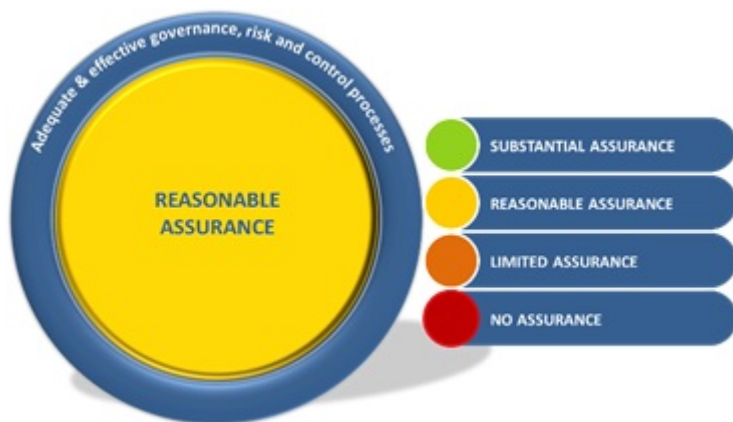 Adequate & effective governance, risk and control processes
REASONABLE
ASSURANCE
SUBSTANTIAL ASSURANCE
REASONABLE ASSURANCE
LIMITED ASSURANCE
NO ASSURANCE